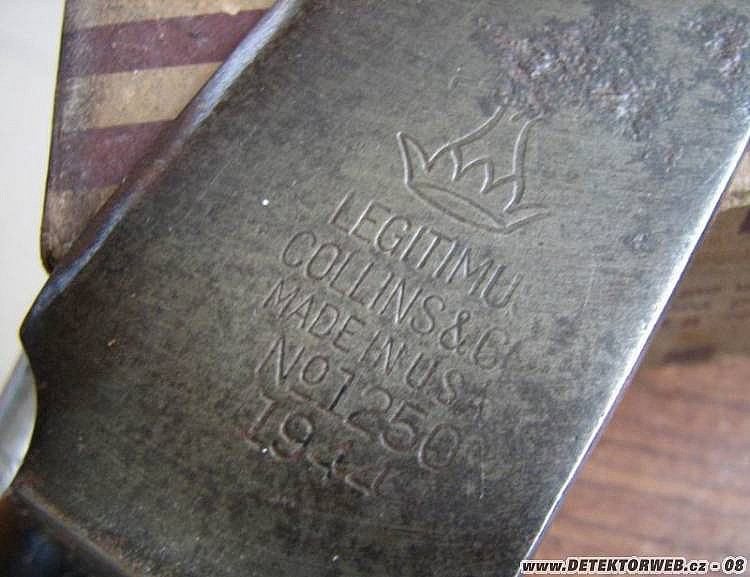 LEGITIMU
COLLINS & C
MADE IN U.S.A
No 1250
1944
www.DETEKTORWEB.cz - 08